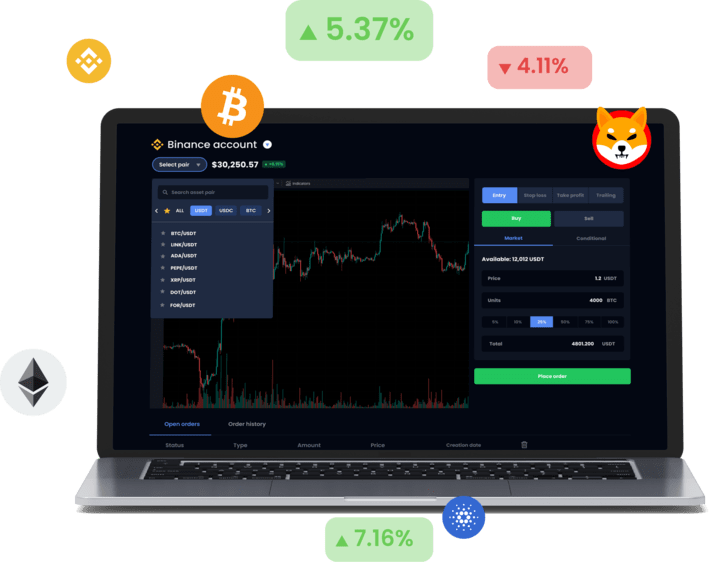 ▲ 5.37%
▼ 4.11%
Binance account
Select pair
$30,250.57
Search asset pair
Indicators
ALL USDT USDC BTC
BTC/USDT
LINK/USDT
ADA/USDT
PEPE/USDT
XRP/USDT
DOT/USDT
FOR/USDT
Entry Stop loss Take profit Trailing
Buy Sell
Market Conditional
Available: 12,012 USDT
Price 1.2 USDT
Units 4000 BTC
25% 50% 75% 100%
Total 4801.200 USDT
Place order
Open orders Order history
Status Type Amount Price Creation date
▲ 7.16%